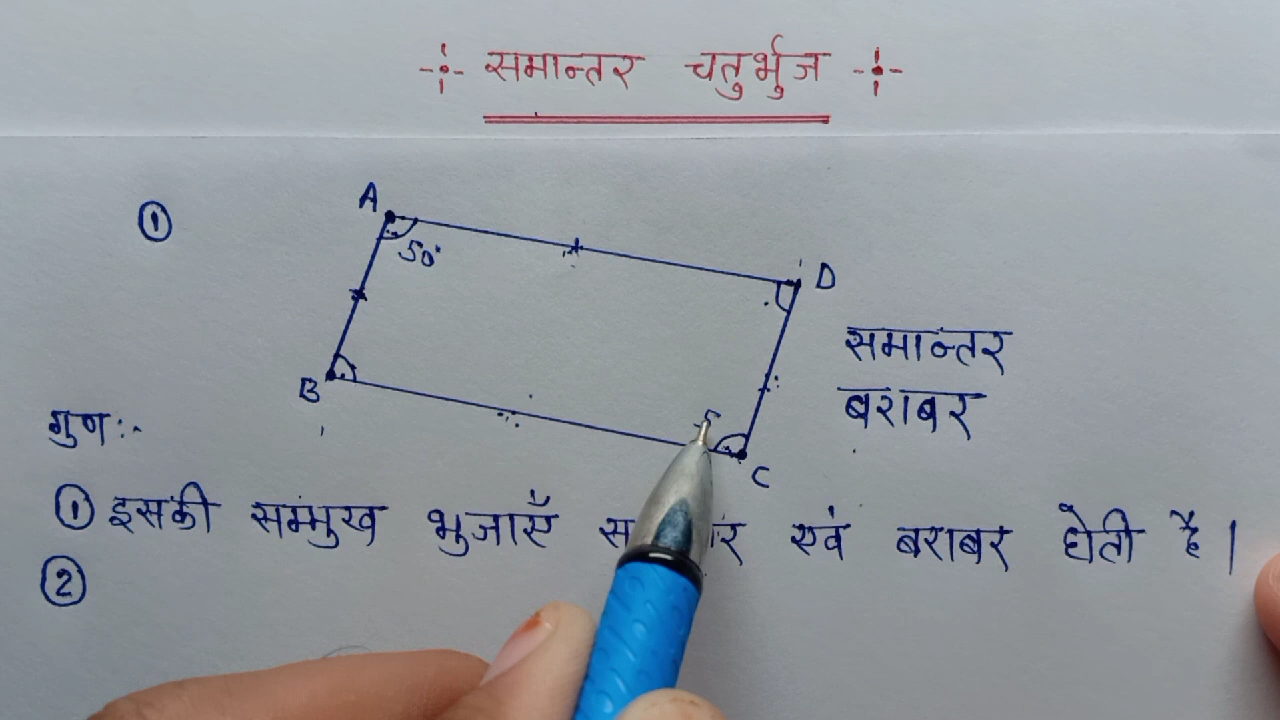 समान्तर चतुर्भुज
①
A
50°
D
B
C
समान्तर
बराबर
गुण:-
① इसकी सम्मुख भुजाएँ एवं बराबर होती है।
②